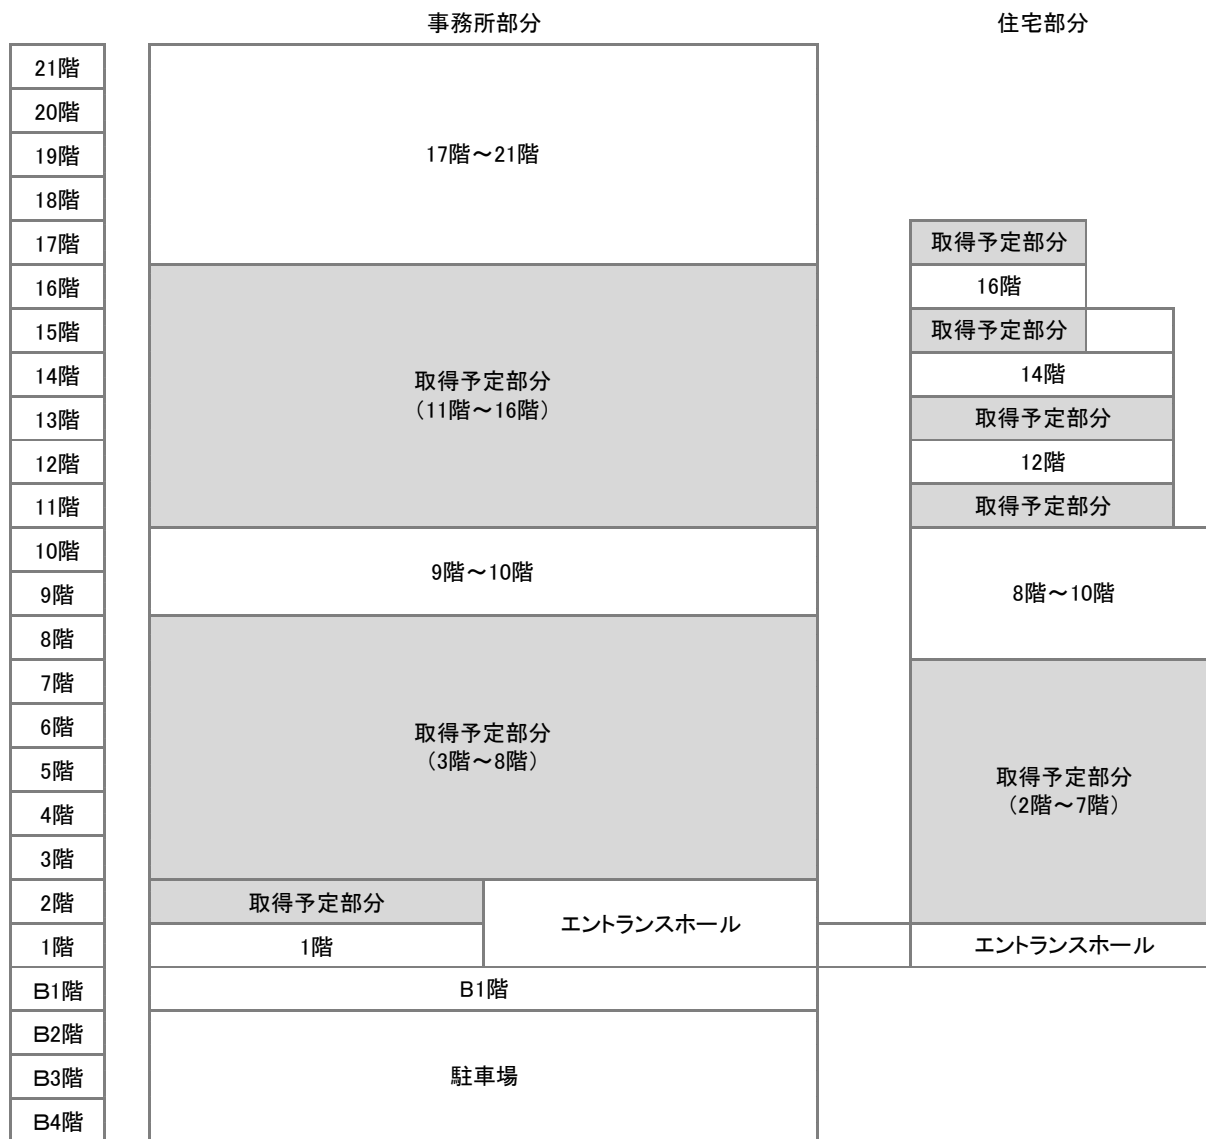 事務所部分
住宅部分
21階
20階
19階
17階～21階
18階
17階
取得予定部分
16階
16階
15階
取得予定部分
14階
取得予定部分
（11階～16階）
14階
13階
取得予定部分
12階
12階
11階
取得予定部分
10階
9階～10階
9階
8階～10階
8階
7階
6階
取得予定部分
（3階～8階）
5階
取得予定部分
（2階～7階）
4階
3階
2階
取得予定部分
エントランスホール
1階
1階
エントランスホール
B1階
B1階
B2階
B3階
駐車場
B4階